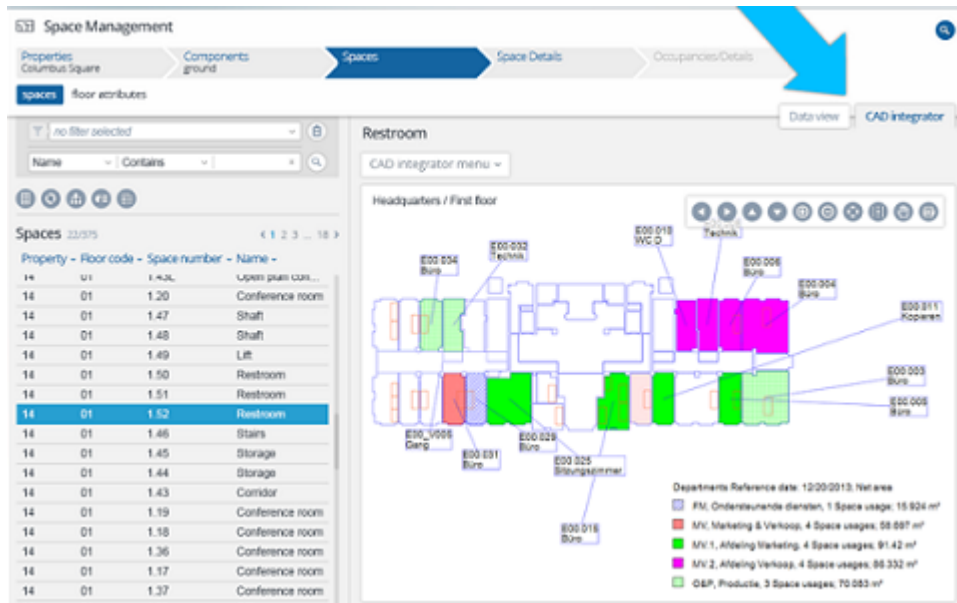 Space Management
Properties
Columbus Square
Components
ground
Spaces
Space Details
Occupancies/Details
spaces floor attributes
Data view
CAD integrator
no filter selected
Name Contains
Restroom
CAD integrator menu
Headquarters / First floor
Spaces 22/375
1 2 3 ... 18
Property Floor code Space number Name
14 01 1.43L Open plan con...
14 01 1.20 Conference room
14 01 1.47 Shaft
14 01 1.48 Shaft
14 01 1.49 Lift
14 01 1.50 Restroom
14 01 1.51 Restroom
14 01 1.52 Restroom
14 01 1.46 Stairs
14 01 1.45 Storage
14 01 1.44 Storage
14 01 1.43 Corridor
14 01 1.19 Conference room
14 01 1.18 Conference room
14 01 1.36 Conference room
14 01 1.17 Conference room
14 01 1.37 Conference room
E00.034
Büro
E00.032
Technik
E00.010
WC D
Technik
E00.006
Büro
E00.004
Büro
E00.011
Kopieren
E00.003
Büro
E00.005
Büro
E00_V006
Gang
E00.031
Büro
E00.029
Büro
E00.025
Sitzungszimmer
E00.015
Büro
Departments Reference date: 12/20/2013, Net area
FM, Ondersteunende diensten, 1 Space usage; 15.924 m²
MV, Marketing & Verkoop, 4 Space usages; 58.697 m²
MV.1, Afdeling Marketing, 4 Space usages; 91.42 m²
MV.2, Afdeling Verkoop, 4 Space usages; 86.332 m²
O&P, Productie, 3 Space usages; 70.083 m²